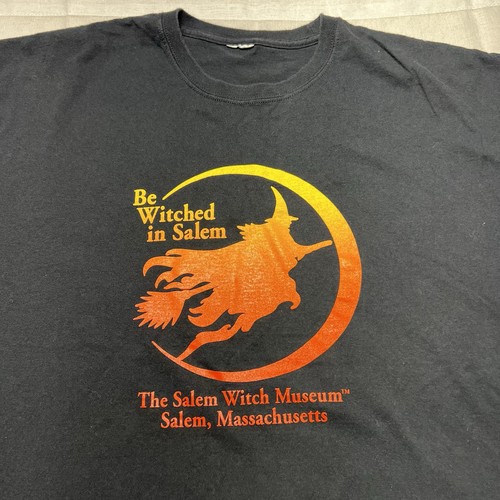 Be
Witched
in Salem
The Salem Witch Museum™
Salem, Massachusetts